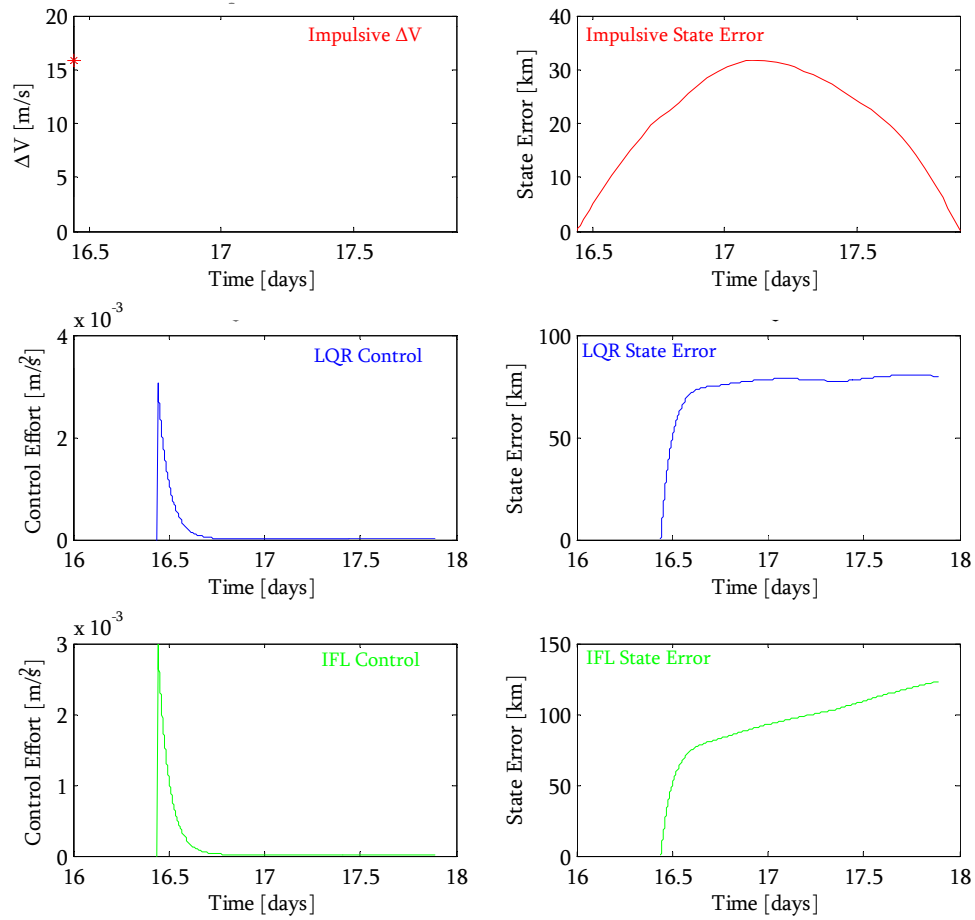 20
15
10
5
0
ΔV [m/s]
Impulsive ΔV
16.5
17
17.5
Time [days]
40
30
20
10
0
State Error [km]
Impulsive State Error
16.5
17
17.5
Time [days]
x 10⁻³
4
2
0
Control Effort [m/s²]
LQR Control
16
16.5
17
17.5
18
Time [days]
100
50
0
State Error [km]
LQR State Error
16
16.5
17
17.5
18
Time [days]
x 10⁻³
3
2
1
0
Control Effort [m/s²]
IFL Control
16
16.5
17
17.5
18
Time [days]
150
100
50
0
State Error [km]
IFL State Error
16
16.5
17
17.5
18
Time [days]